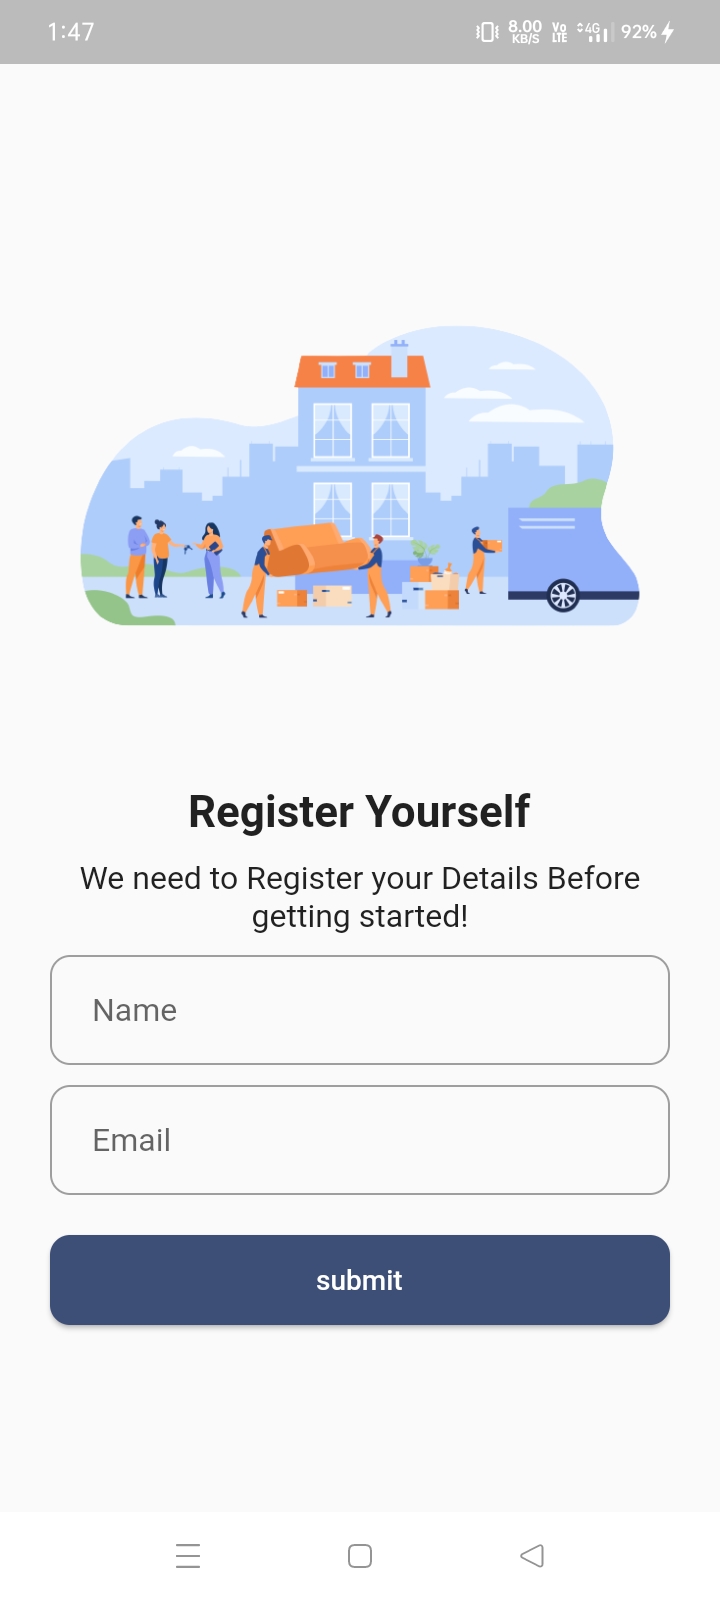 1:47
8.00 KB/S Vo LTE 4G 92%
Register Yourself
We need to Register your Details Before
getting started!
Name
Email
submit